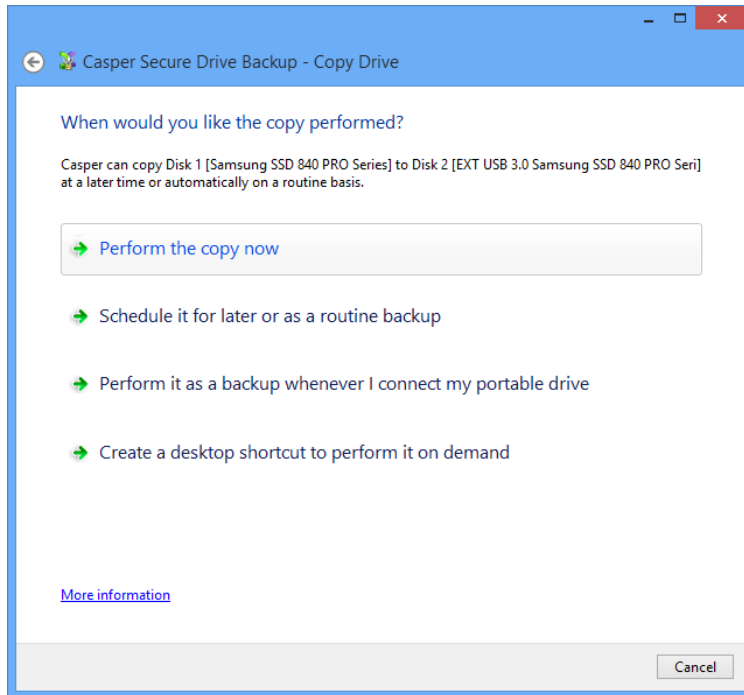 Casper Secure Drive Backup - Copy Drive
When would you like the copy performed?
Casper can copy Disk 1 [Samsung SSD 840 PRO Series] to Disk 2 [EXT USB 3.0 Samsung SSD 840 PRO Seri]
at a later time or automatically on a routine basis.
Perform the copy now
Schedule it for later or as a routine backup
Perform it as a backup whenever I connect my portable drive
Create a desktop shortcut to perform it on demand
More information
Cancel